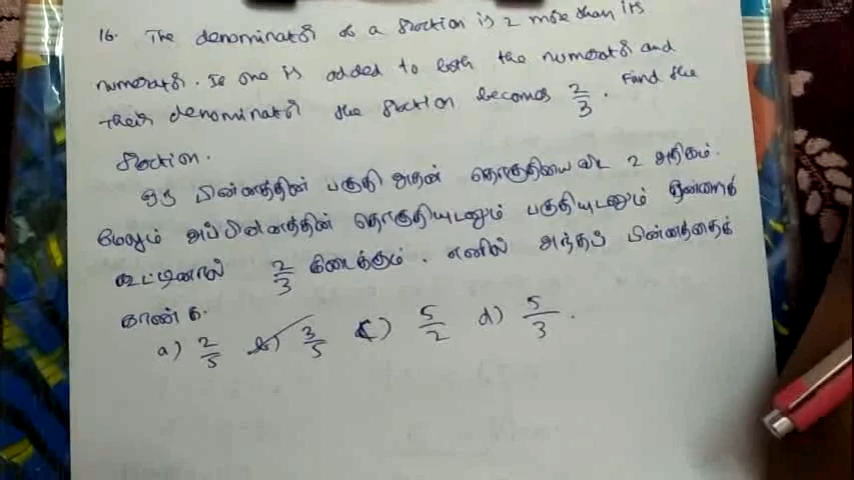 16. The denominator of a fraction is 2 more than its
numerator. If one is added to both the numerator and
their denominator the fraction becomes 2/3. Find the
fraction.
ஒரு பின்னத்தின் பகுதி அதன் தொகுதியை விட 2 அதிகம்.
மேலும் அப்பின்னத்தின் தொகுதியுடனும் பகுதியுடனும் ஒன்றைக்
கூட்டினால் 2/3 கிடைக்கும். எனில் அந்தப் பின்னத்தைக்
காண்க.
a) 2/5 b) 3/5 c) 5/2 d) 5/3.